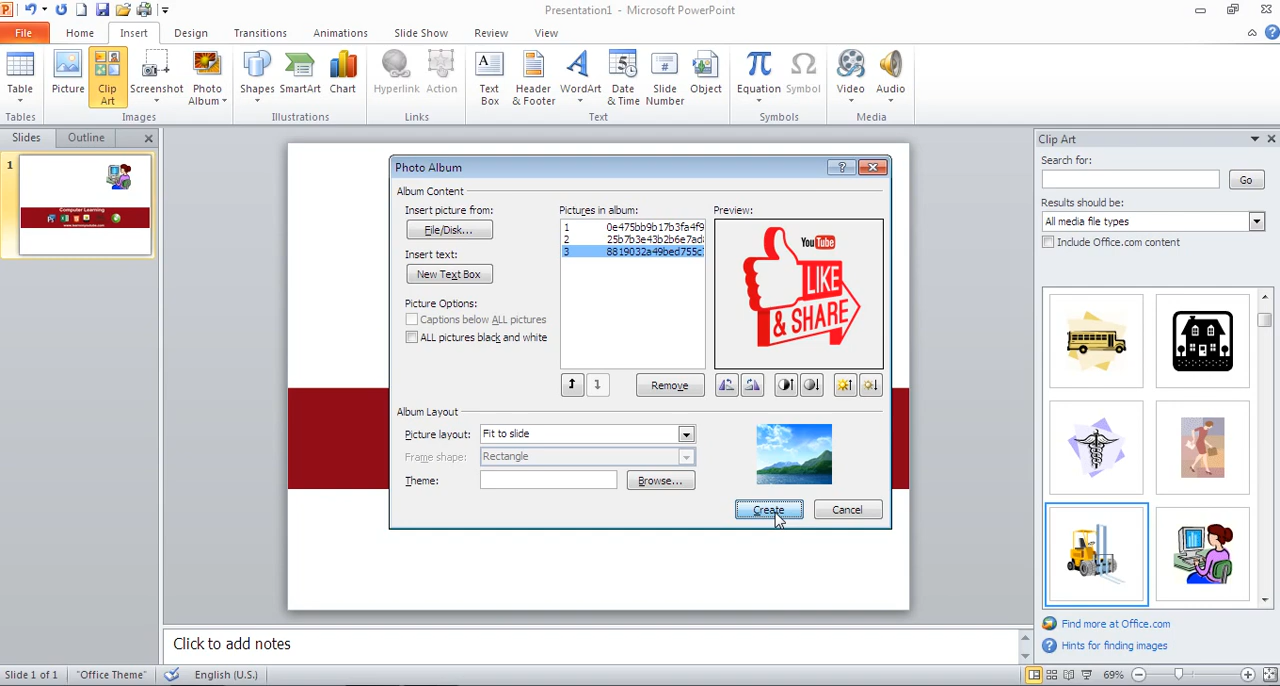 Presentation1 - Microsoft PowerPoint
File Home Insert Design Transitions Animations Slide Show Review View
Table Picture Clip Art Screenshot Photo Album Shapes SmartArt Chart Hyperlink Action Text Box Header & Footer WordArt Date & Time Slide Number Object Equation Symbol Video Audio
Tables Images Illustrations Links Text Symbols Media
Slides Outline
1
Computer Learning
Photo Album
Album Content
Insert picture from:
File/Disk...
Insert text:
New Text Box
Picture Options:
Captions below ALL pictures
ALL pictures black and white
Pictures in album:
1 0e475bb9b17b3fa4f9
2 25b7b3e43b2b6e7ad
3 8819032a49bed755c
Remove
Preview:
YouTube
LIKE
& SHARE
Album Layout
Picture layout: Fit to slide
Frame shape: Rectangle
Theme: Browse...
Create Cancel
Clip Art
Search for:
Go
Results should be:
All media file types
Include Office.com content
Find more at Office.com
Hints for finding images
Click to add notes
Slide 1 of 1 "Office Theme" English (U.S.) 69%